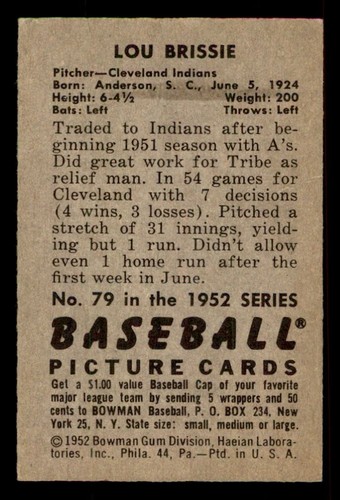 LOU BRISSIE
Pitcher—Cleveland Indians
Born: Anderson, S. C., June 5, 1924
Height: 6-4½ Weight: 200
Bats: Left Throws: Left
Traded to Indians after be-
ginning 1951 season with A's.
Did great work for Tribe as
relief man. In 54 games for
Cleveland with 7 decisions
(4 wins, 3 losses). Pitched a
stretch of 31 innings, yield-
ing but 1 run. Didn't allow
even 1 home run after the
first week in June.
No. 79 in the 1952 SERIES
BASEBALL®
PICTURE CARDS
Get a $1.00 value Baseball Cap of your favorite
major league team by sending 5 wrappers and 50
cents to BOWMAN Baseball, P. O. BOX 234, New
York 25, N. Y. State size: small, medium or large.
©1952 Bowman Gum Division, Haelan Labora-
tories, Inc., Phila. 44, Pa.—Ptd. in U. S. A.